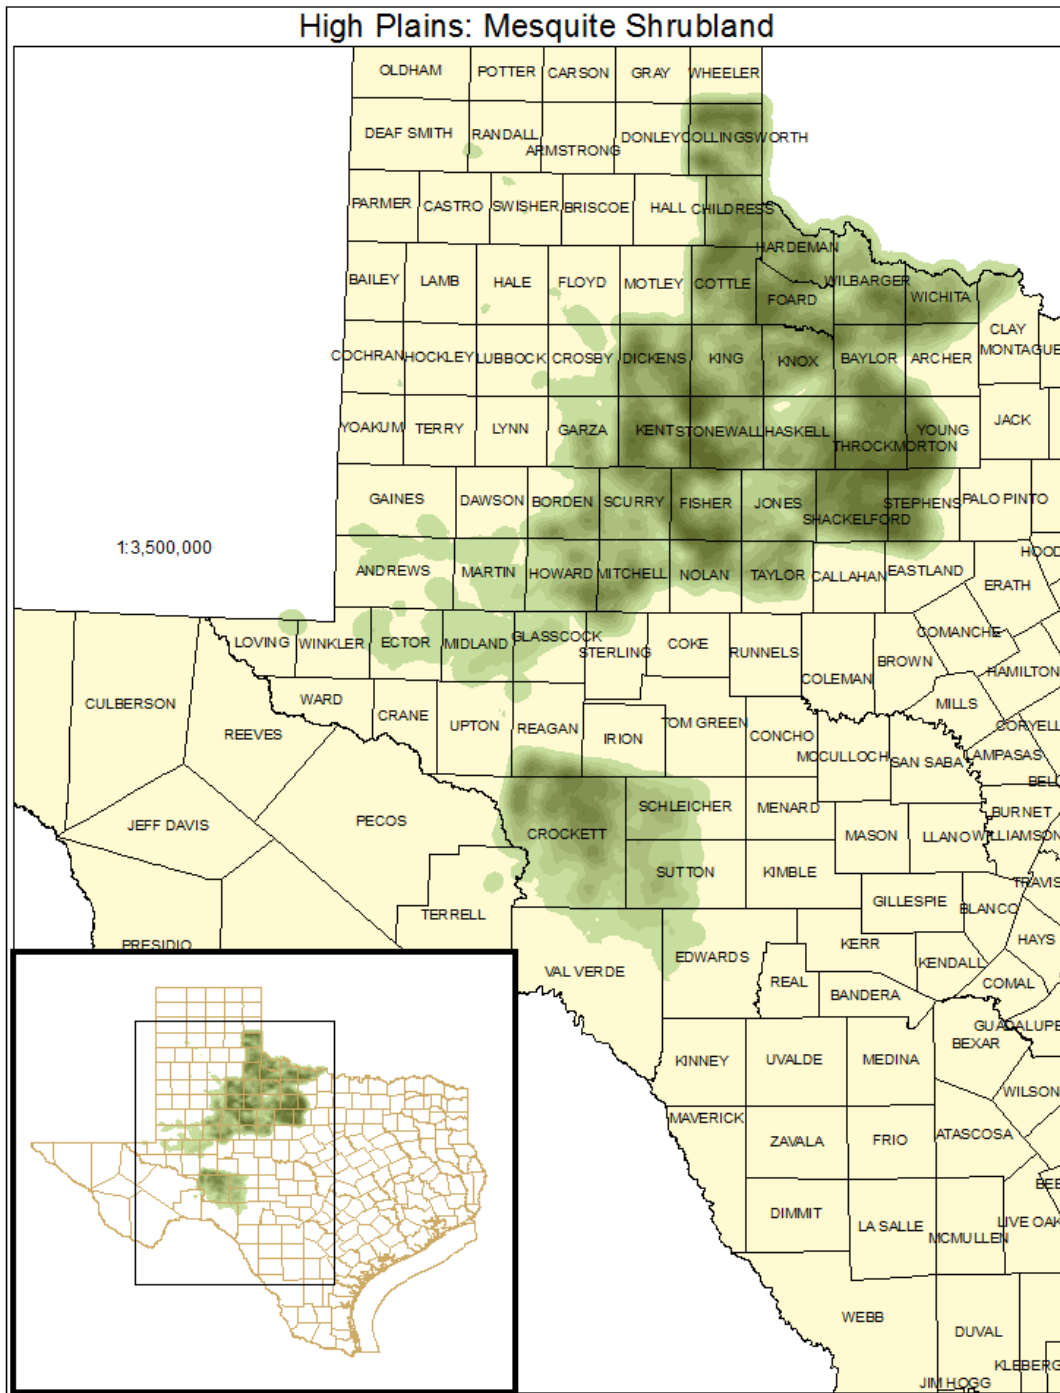 High Plains: Mesquite Shrubland
OLDHAM POTTER CARSON GRAY WHEELER
DEAF SMITH RANDALL ARMSTRONG DONLEY COLLINGSWORTH
PARMER CASTRO SWISHER BRISCOE HALL CHILDRESS
HARDEMAN
BAILEY LAMB HALE FLOYD MOTLEY COTTLE FOARD WILBARGER WICHITA
CLAY
MONTAGUE
COCHRAN HOCKLEY LUBBOCK CROSBY DICKENS KING KNOX BAYLOR ARCHER
YOAKUM TERRY LYNN GARZA KENT STONEWALL HASKELL THROCKMORTON YOUNG JACK
GAINES DAWSON BORDEN SCURRY FISHER JONES SHACKELFORD STEPHENS PALO PINTO
1:3,500,000
HOOD
ANDREWS MARTIN HOWARD MITCHELL NOLAN TAYLOR CALLAHAN EASTLAND ERATH
LOVING WINKLER ECTOR MIDLAND GLASSCOCK STERLING COKE RUNNELS COLEMAN BROWN COMANCHE
HAMILTON
CULBERSON REEVES WARD CRANE UPTON REAGAN IRION TOM GREEN CONCHO MCCULLOCH SAN SABA MILLS LAMPASAS CORYELL
BEL
JEFF DAVIS PECOS CROCKETT SCHLEICHER MENARD MASON LLANO BURNET
WILLIAMSON
SUTTON KIMBLE GILLESPIE BLANCO TRAVIS
PRESIDIO TERRELL VAL VERDE EDWARDS KERR KENDALL HAYS
REAL BANDERA COMAL
GUADALUPE
KINNEY UVALDE MEDINA BEXAR WILSON
MAVERICK ZAVALA FRIO ATASCOSA
BEE
DIMMIT LA SALLE MCMULLEN LIVE OAK
WEBB DUVAL
KLEBERG
JIM HOGG